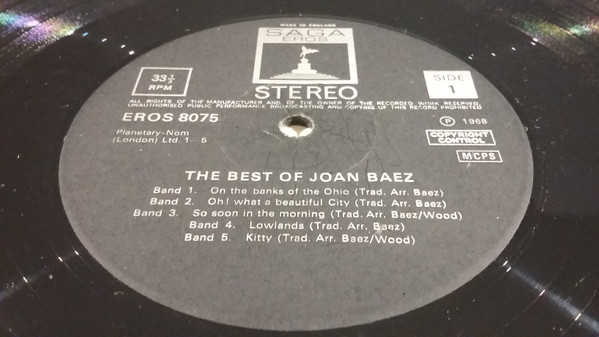 MADE IN ENGLAND
SAGA
EROS
33⅓
RPM
STEREO
SIDE
1
ALL RIGHTS OF THE MANUFACTURER AND OF THE OWNER OF THE RECORDED WORK RESERVED
UNAUTHORISED PUBLIC PERFORMANCE BROADCASTING AND COPYING OF THIS RECORD PROHIBITED
EROS 8075
Ⓟ 1968
Planetary-Nom
(London) Ltd. 1 - 5
COPYRIGHT
CONTROL
MCPS
THE BEST OF JOAN BAEZ
Band 1. On the banks of the Ohio (Trad. Arr. Baez)
Band 2. Oh! what a beautiful City (Trad. Arr. Baez)
Band 3. So soon in the morning (Trad. Arr. Baez/Wood)
Band 4. Lowlands (Trad. Arr. Baez)
Band 5. Kitty (Trad. Arr. Baez/Wood)